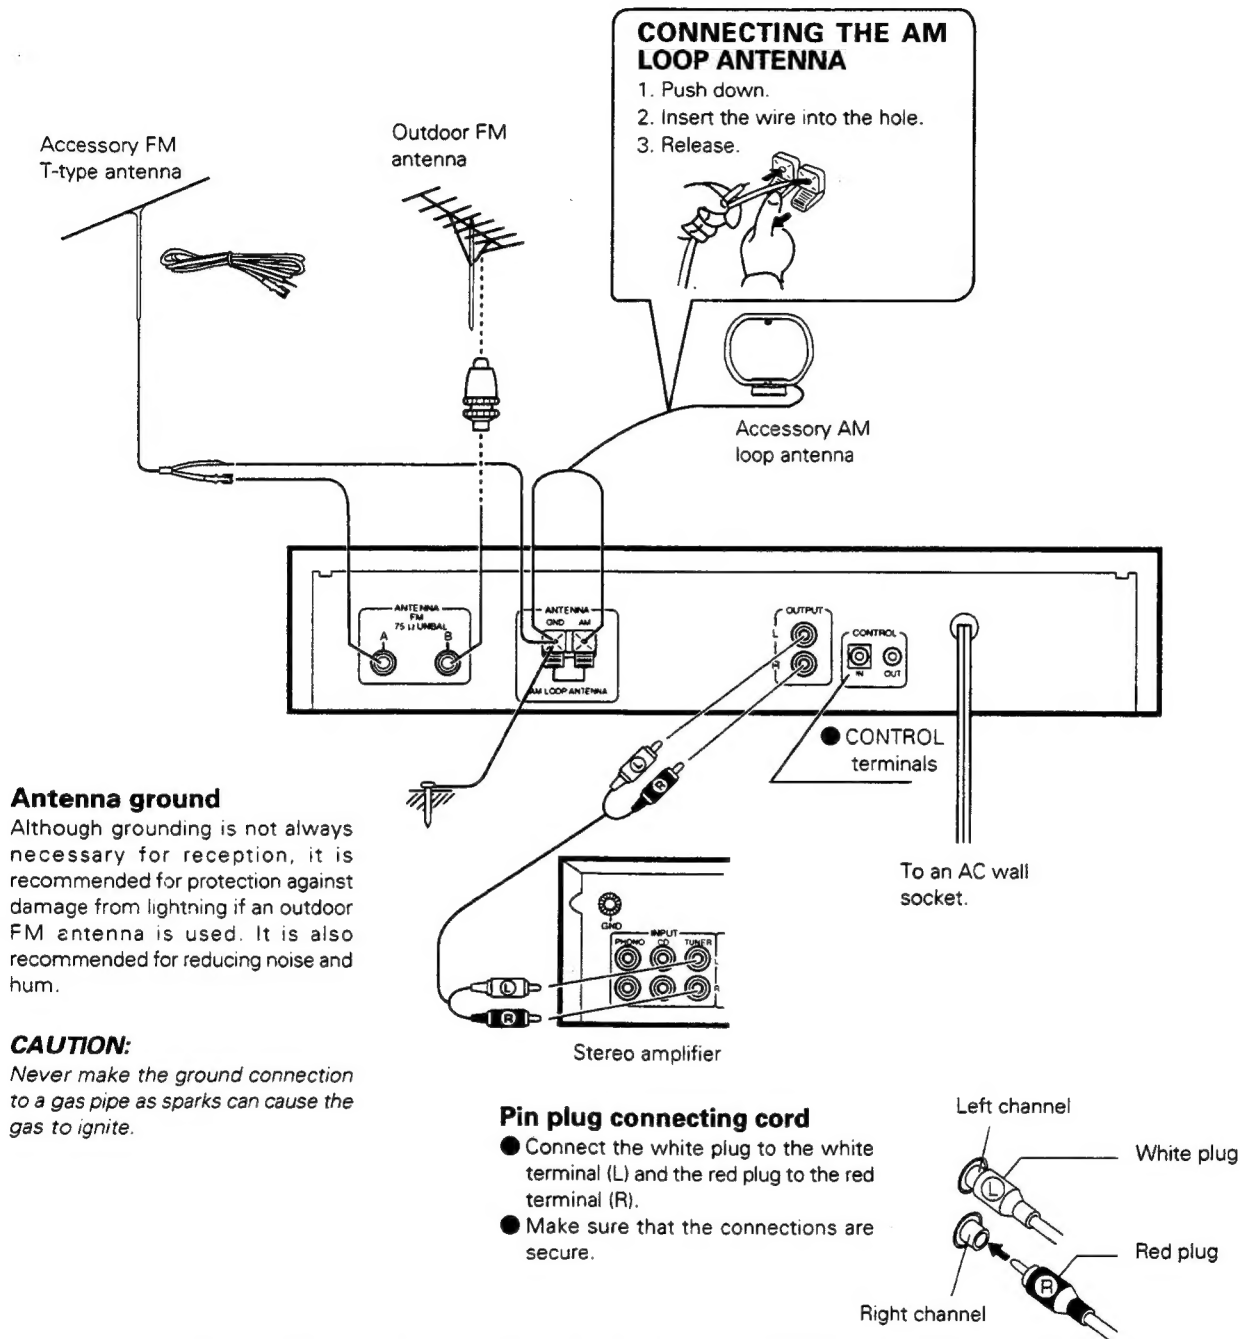 CONNECTING THE AM
LOOP ANTENNA
1. Push down.
2. Insert the wire into the hole.
3. Release.
Accessory FM
T-type antenna
Outdoor FM
antenna
Accessory AM
loop antenna
ANTENNA
FM
75 Ω UNBAL
A
B
ANTENNA
GND AM
AM LOOP ANTENNA
OUTPUT
L
R
CONTROL
IN
OUT
● CONTROL
terminals
L
R
To an AC wall
socket.
Antenna ground
Although grounding is not always
necessary for reception, it is
recommended for protection against
damage from lightning if an outdoor
FM antenna is used. It is also
recommended for reducing noise and
hum.
CAUTION:
Never make the ground connection
to a gas pipe as sparks can cause the
gas to ignite.
GND
INPUT
PHONO CD TUNER
L
R
L
R
Stereo amplifier
Pin plug connecting cord
● Connect the white plug to the white
terminal (L) and the red plug to the red
terminal (R).
● Make sure that the connections are
secure.
Left channel
White plug
L
Red plug
R
Right channel